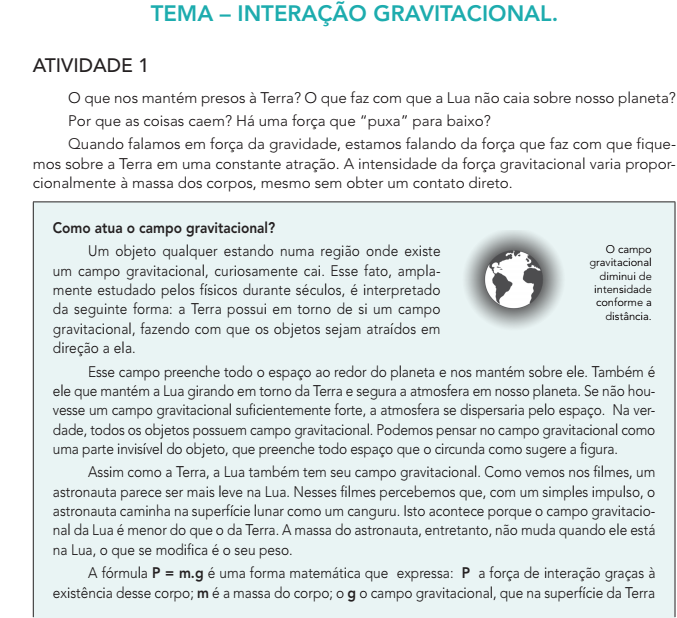 TEMA – INTERAÇÃO GRAVITACIONAL.
ATIVIDADE 1
O que nos mantém presos à Terra? O que faz com que a Lua não caia sobre nosso planeta?
Por que as coisas caem? Há uma força que “puxa” para baixo?
Quando falamos em força da gravidade, estamos falando da força que faz com que fique-
mos sobre a Terra em uma constante atração. A intensidade da força gravitacional varia propor-
cionalmente à massa dos corpos, mesmo sem obter um contato direto.
Como atua o campo gravitacional?
Um objeto qualquer estando numa região onde existe
um campo gravitacional, curiosamente cai. Esse fato, ampla-
mente estudado pelos físicos durante séculos, é interpretado
da seguinte forma: a Terra possui em torno de si um campo
gravitacional, fazendo com que os objetos sejam atraídos em
direção a ela.
O campo
gravitacional
diminui de
intensidade
conforme a
distância.
Esse campo preenche todo o espaço ao redor do planeta e nos mantém sobre ele. Também é
ele que mantém a Lua girando em torno da Terra e segura a atmosfera em nosso planeta. Se não hou-
vesse um campo gravitacional suficientemente forte, a atmosfera se dispersaria pelo espaço. Na ver-
dade, todos os objetos possuem campo gravitacional. Podemos pensar no campo gravitacional como
uma parte invisível do objeto, que preenche todo espaço que o circunda como sugere a figura.
Assim como a Terra, a Lua também tem seu campo gravitacional. Como vemos nos filmes, um
astronauta parece ser mais leve na Lua. Nesses filmes percebemos que, com um simples impulso, o
astronauta caminha na superfície lunar como um canguru. Isto acontece porque o campo gravitacio-
nal da Lua é menor do que o da Terra. A massa do astronauta, entretanto, não muda quando ele está
na Lua, o que se modifica é o seu peso.
A fórmula P = m.g é uma forma matemática que expressa: P a força de interação graças à
existência desse corpo; m é a massa do corpo; o g o campo gravitacional, que na superfície da Terra